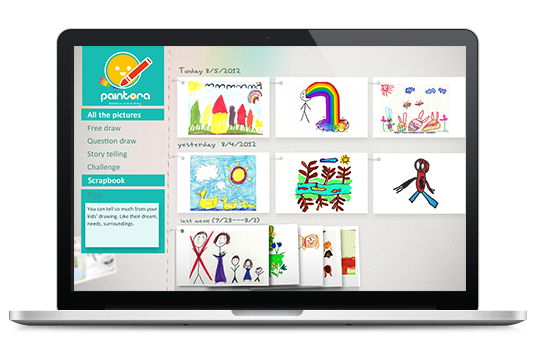 paintora
Today 8/5/2012
All the pictures
Free draw
Question draw
Story telling
Challenge
Scrapbook
Tips
You can tell so much from your
kids' drawing. Like their dream,
needs, surroundings.
yesterday 8/4/2012
last week (7/28---8/3)